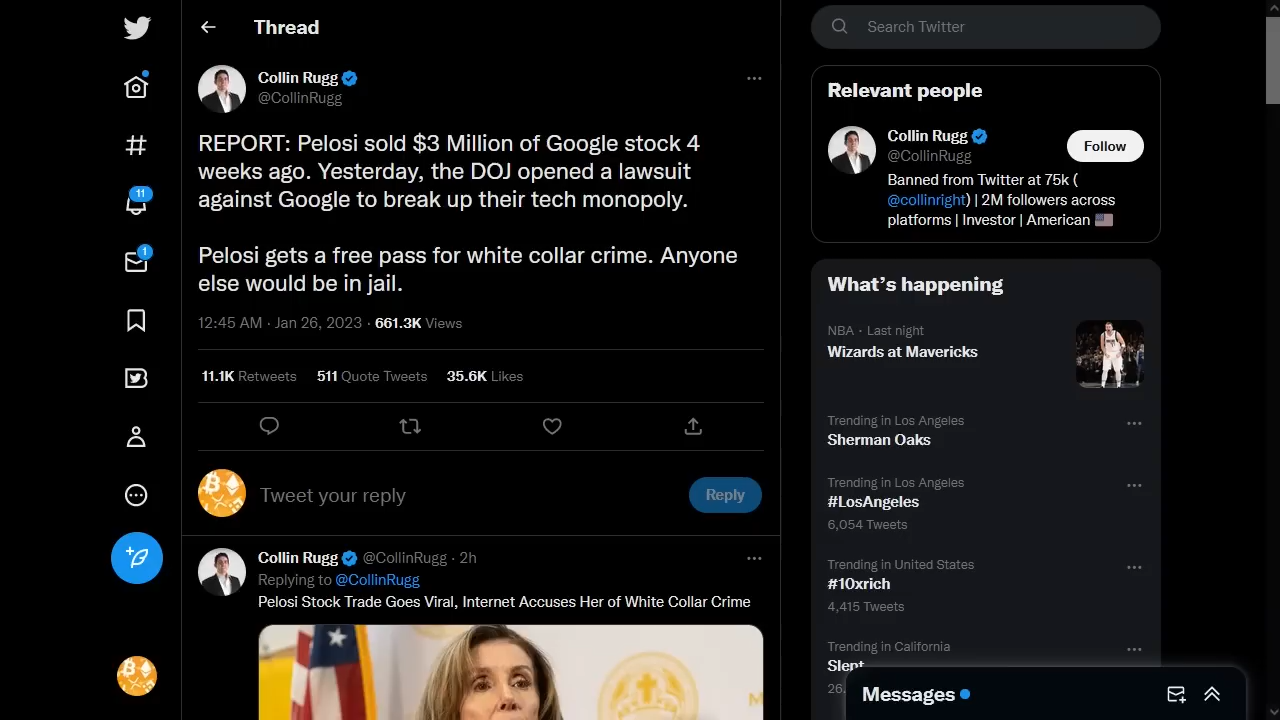 Thread
Collin Rugg
@CollinRugg
REPORT: Pelosi sold $3 Million of Google stock 4
weeks ago. Yesterday, the DOJ opened a lawsuit
against Google to break up their tech monopoly.
Pelosi gets a free pass for white collar crime. Anyone
else would be in jail.
12:45 AM · Jan 26, 2023 · 661.3K Views
11.1K Retweets 511 Quote Tweets 35.6K Likes
Tweet your reply
Reply
Collin Rugg @CollinRugg · 2h
Replying to @CollinRugg
Pelosi Stock Trade Goes Viral, Internet Accuses Her of White Collar Crime
11
1
Search Twitter
Relevant people
Collin Rugg
@CollinRugg
Follow
Banned from Twitter at 75k (
@collinright) | 2M followers across
platforms | Investor | American
What's happening
NBA · Last night
Wizards at Mavericks
Trending in Los Angeles
Sherman Oaks
Trending in Los Angeles
#LosAngeles
6,054 Tweets
Trending in United States
#10xrich
4,415 Tweets
Trending in California
Slept
26.
Messages